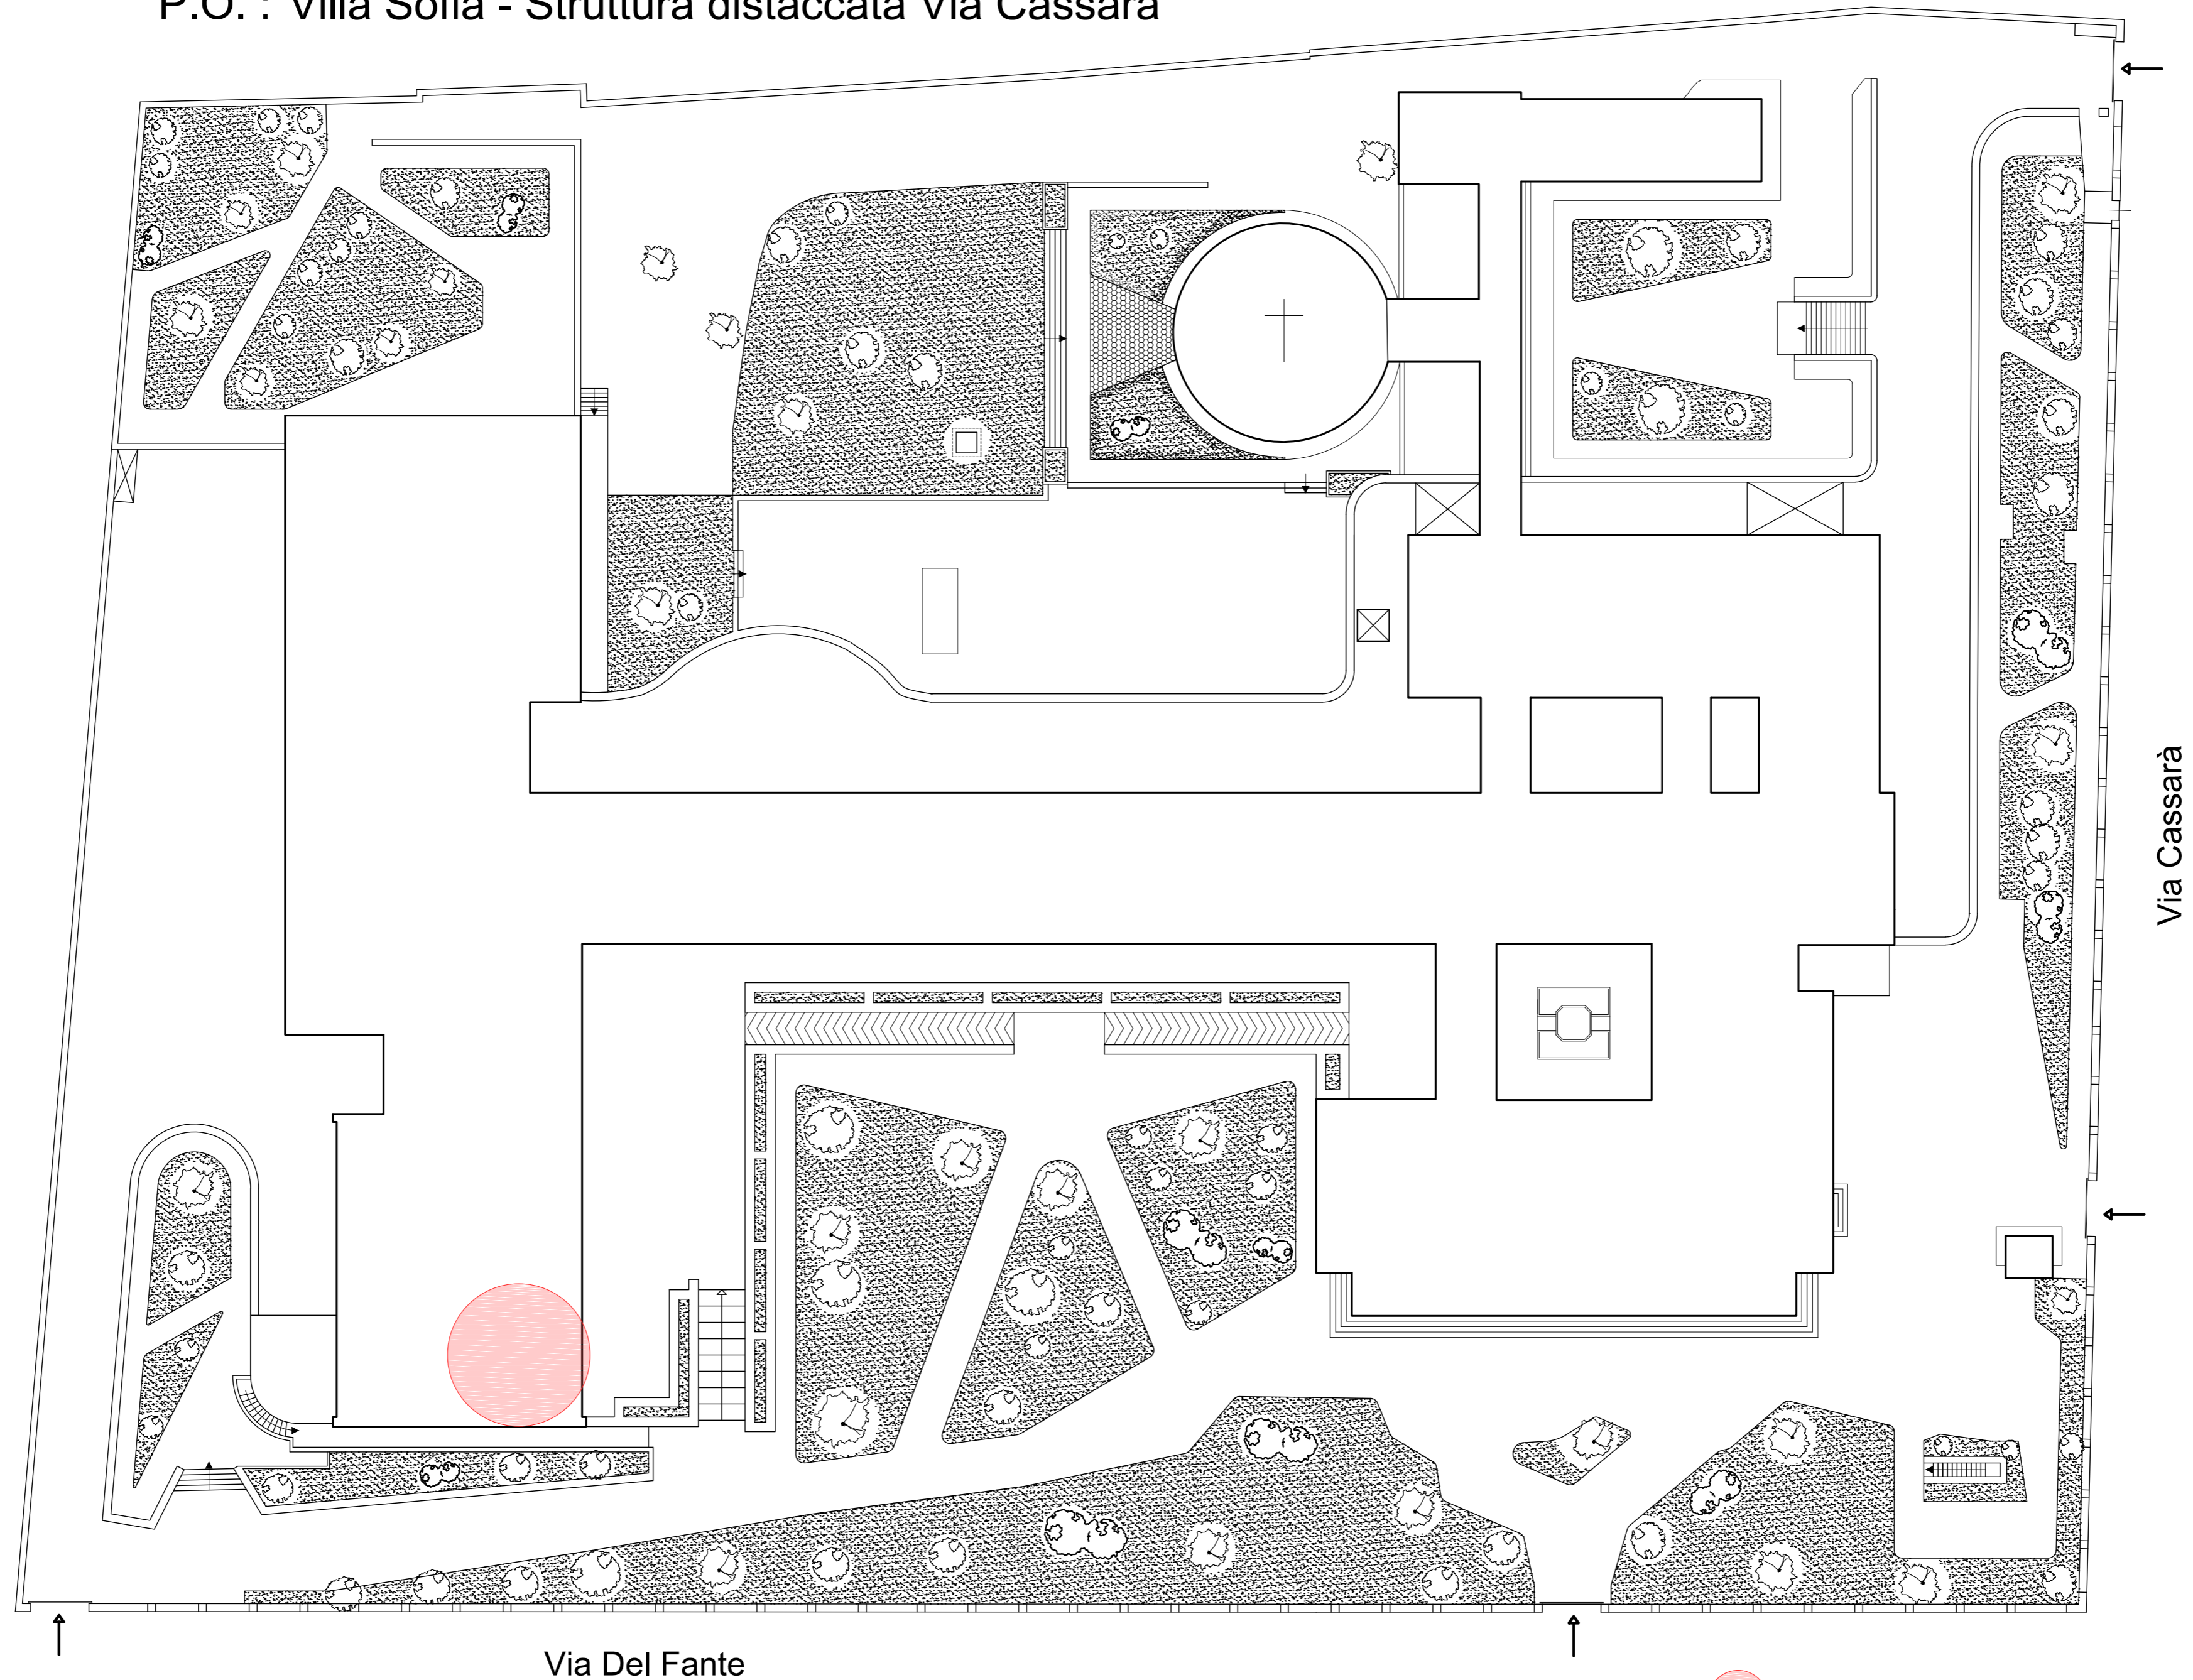 P.O. : Villa Sofia - Struttura distaccata Via Cassarà
Via Cassarà
Via Del Fante